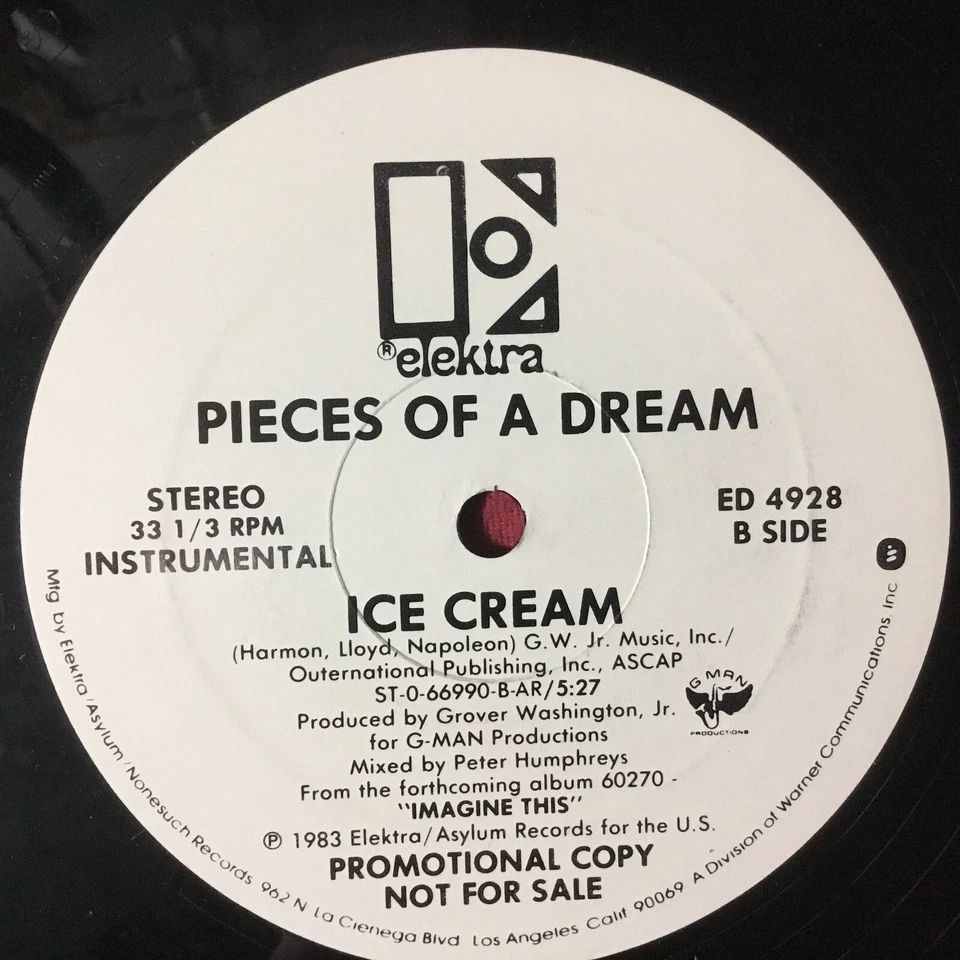 ® elektra
PIECES OF A DREAM
STEREO
33 1/3 RPM
INSTRUMENTAL
ED 4928
B SIDE
ICE CREAM
(Harmon, Lloyd, Napoleon) G.W. Jr. Music, Inc./
Outernational Publishing, Inc., ASCAP
ST-0-66990-B-AR/5:27
Produced by Grover Washington, Jr.
for G-MAN Productions
Mixed by Peter Humphreys
From the forthcoming album 60270 -
"IMAGINE THIS"
℗ 1983 Elektra/Asylum Records for the U.S.
PROMOTIONAL COPY
NOT FOR SALE
G MAN
PRODUCTIONS
Mfg by Elektra/Asylum/Nonesuch Records 962 N La Cienega Blvd Los Angeles Calif 90069 A Division of Warner Communications Inc